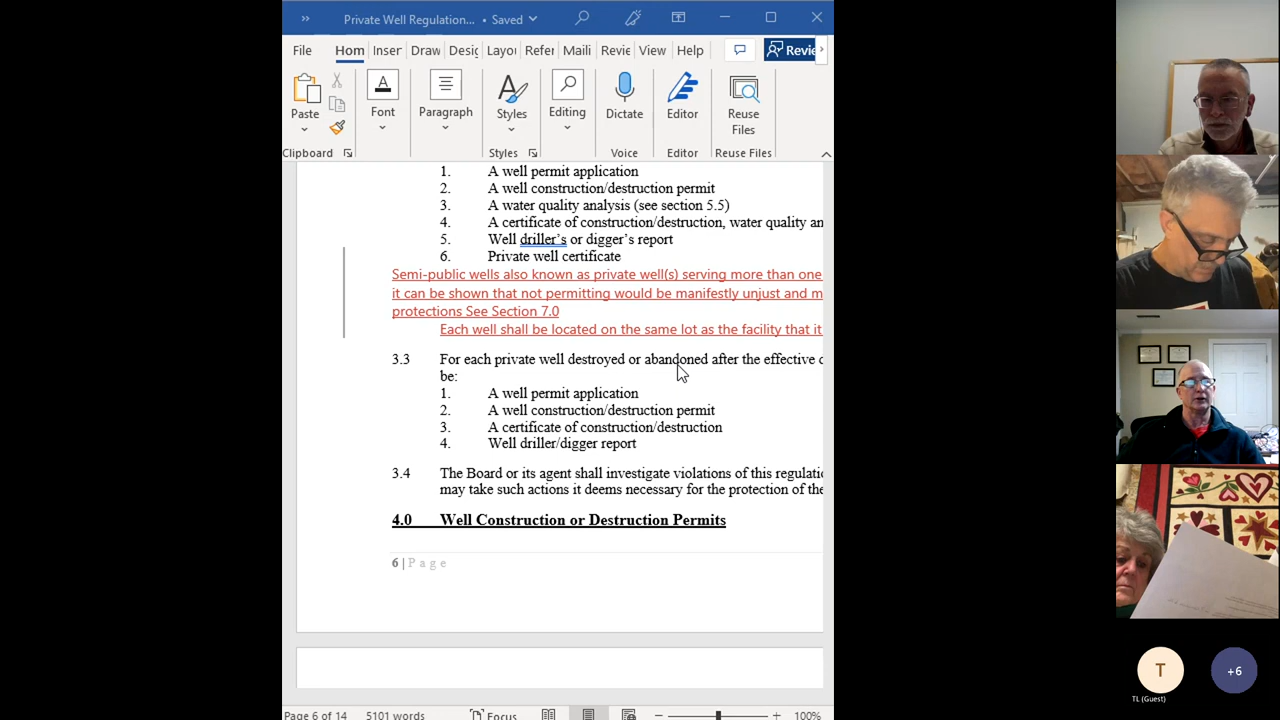 Private Well Regulation... • Saved
File Hom Inser Draw Desig Layou Refer Maili Revie View Help Revie
Paste Font Paragraph Styles Editing Dictate Editor Reuse Files
Clipboard Styles Voice Editor Reuse Files
1. A well permit application
2. A well construction/destruction permit
3. A water quality analysis (see section 5.5)
4. A certificate of construction/destruction, water quality an
5. Well driller's or digger's report
6. Private well certificate
Semi-public wells also known as private well(s) serving more than one
it can be shown that not permitting would be manifestly unjust and m
protections See Section 7.0
Each well shall be located on the same lot as the facility that it
3.3 For each private well destroyed or abandoned after the effective d
be:
1. A well permit application
2. A well construction/destruction permit
3. A certificate of construction/destruction
4. Well driller/digger report
3.4 The Board or its agent shall investigate violations of this regulatio
may take such actions it deems necessary for the protection of the
4.0 Well Construction or Destruction Permits
6 | Page
Page 6 of 14 5101 words Focus 100%
T
+6
TL (Guest)